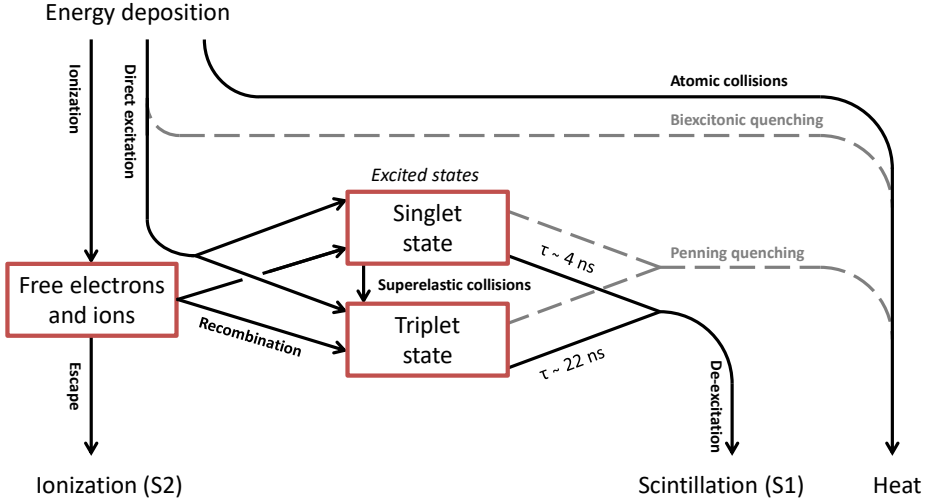 Energy deposition
Ionization
Direct excitation
Atomic collisions
Biexcitonic quenching
Excited states
Singlet
state
τ ~ 4 ns
Penning quenching
Free electrons
and ions
Superelastic collisions
Recombination
Triplet
state
τ ~ 22 ns
Escape
De-excitation
Ionization (S2)
Scintillation (S1)
Heat